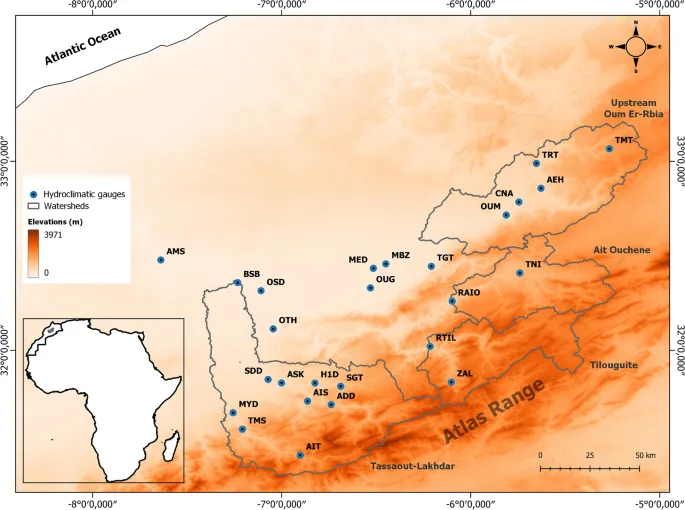 -8°0'0,000" -7°0'0,000" -6°0'0,000" -5°0'0,000"
N
W E
S
Atlantic Ocean
Upstream
Oum Er-Rbia
TMT
TRT
33°0'0,000" 33°0'0,000"
AEH
Hydroclimatic gauges
CNA
Watersheds
OUM
Elevations (m)
3971
0
AMS
MED MBZ TGT
Ait Ouchene
TNI
BSB
OSD
OUG
RAIO
OTH
RTIL
32°0'0,000" 32°0'0,000"
Tilouguite
SDD ASK H1D SGT ZAL
AIS ADD
MYD
TMS
Atlas Range
AIT
Tassaout-Lakhdar
0 25 50 km
-8°0'0,000" -7°0'0,000" -6°0'0,000" -5°0'0,000"